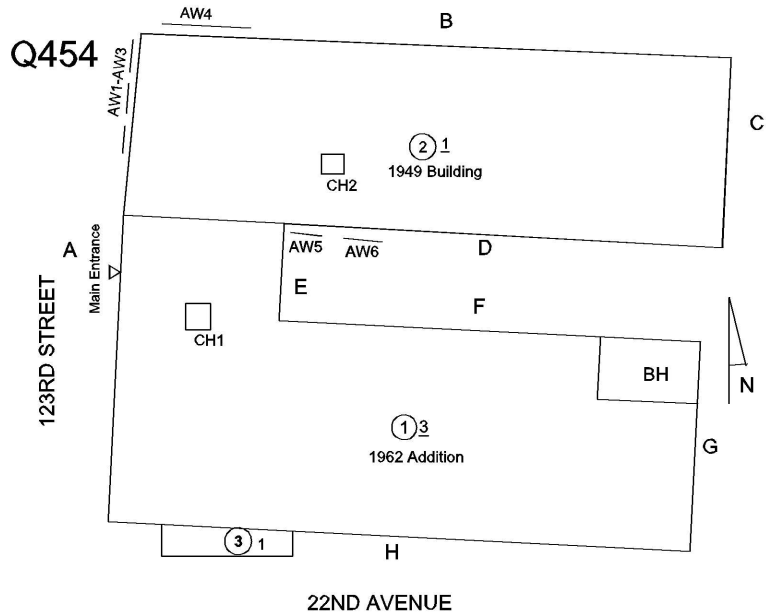 AW4
B
Q454
AW1-AW3
C
2 1
1949 Building
CH2
A
Main Entrance
AW5
AW6
D
E
F
123RD STREET
CH1
BH
N
1 3
1962 Addition
G
3 1
H
22ND AVENUE